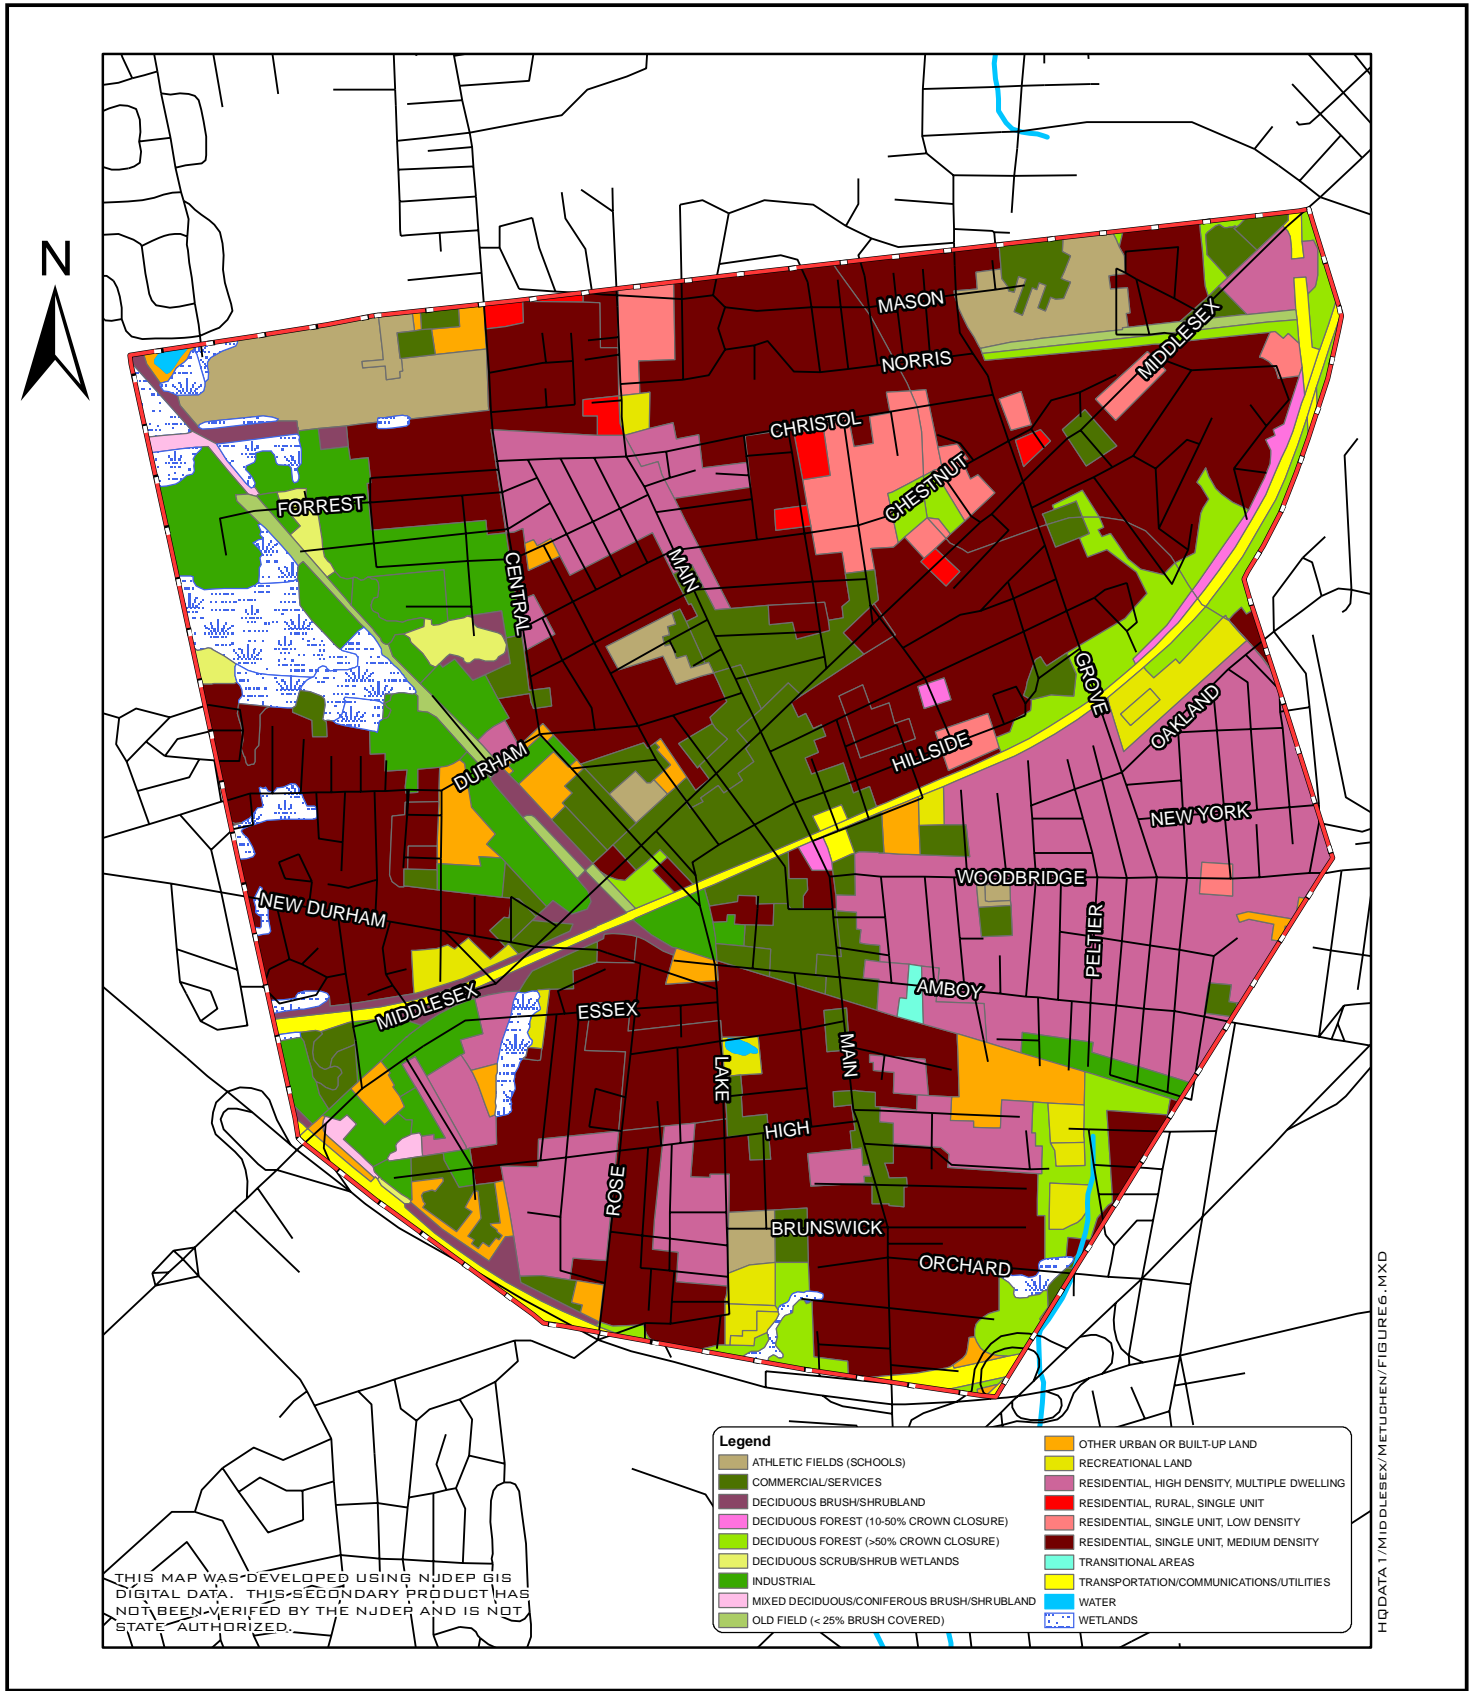 N
MASON
MIDDLESEX
NORRIS
CHRISTOL
CHESTNUT
FORREST
CENTRAL
MAIN
GROVE
OAKLAND
DURHAM
HILLSIDE
NEW YORK
WOODBRIDGE
NEW DURHAM
PELTIER
MIDDLESEX
ESSEX
AMBOY
LAKE
MAIN
HIGH
ROSE
BRUNSWICK
ORCHARD
Legend
ATHLETIC FIELDS (SCHOOLS)
COMMERCIAL/SERVICES
DECIDUOUS BRUSH/SHRUBLAND
DECIDUOUS FOREST (10-50% CROWN CLOSURE)
DECIDUOUS FOREST (>50% CROWN CLOSURE)
DECIDUOUS SCRUB/SHRUB WETLANDS
INDUSTRIAL
MIXED DECIDUOUS/CONIFEROUS BRUSH/SHRUBLAND
OLD FIELD (< 25% BRUSH COVERED)
OTHER URBAN OR BUILT-UP LAND
RECREATIONAL LAND
RESIDENTIAL, HIGH DENSITY, MULTIPLE DWELLING
RESIDENTIAL, RURAL, SINGLE UNIT
RESIDENTIAL, SINGLE UNIT, LOW DENSITY
RESIDENTIAL, SINGLE UNIT, MEDIUM DENSITY
TRANSITIONAL AREAS
TRANSPORTATION/COMMUNICATIONS/UTILITIES
WATER
WETLANDS
THIS MAP WAS DEVELOPED USING NJDEP GIS
DIGITAL DATA. THIS SECONDARY PRODUCT HAS
NOT BEEN VERIFED BY THE NJDEP AND IS NOT
STATE AUTHORIZED.
HQDATA1/MIDDLESEX/METUCHEN/FIGURE6.MXD